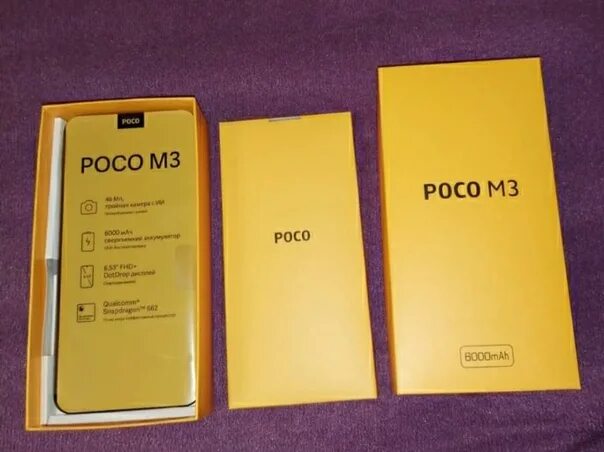 POCO
POCO M3
48 Мп,
тройная камера с ИИ
6000 мАч
сверхъемкий аккумулятор
6,53" FHD+
DotDrop дисплей
Qualcomm®
Snapdragon™ 662
POCO
POCO M3
6000mAh